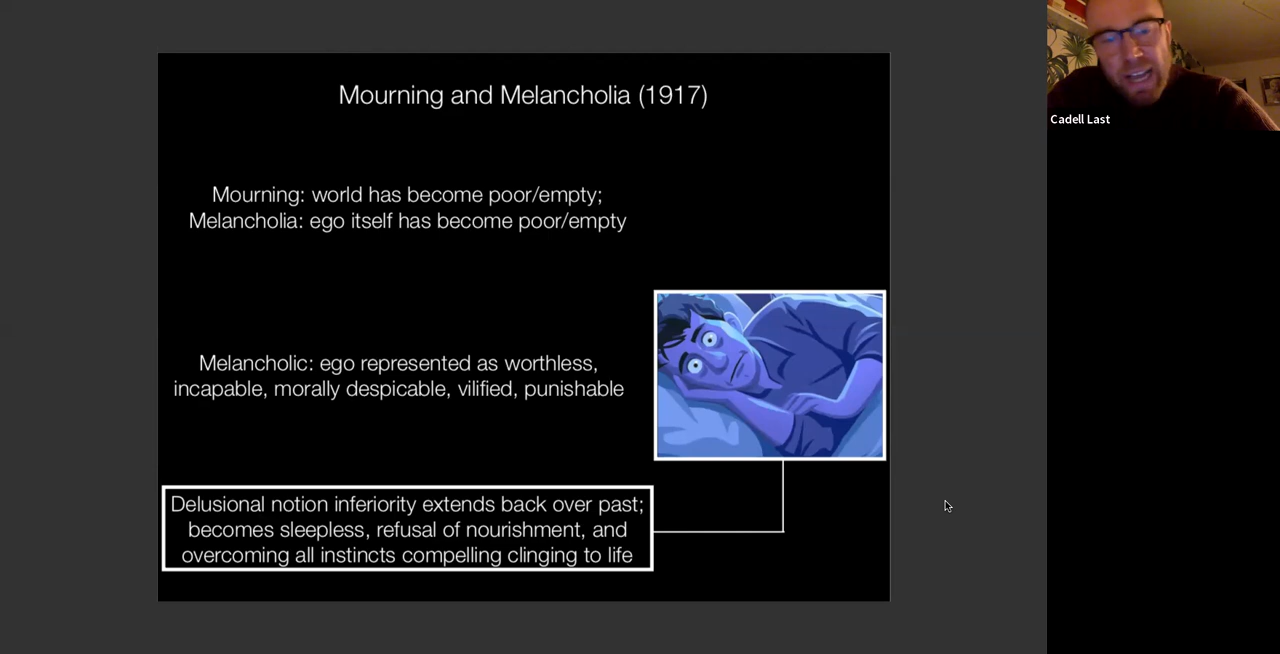 Mourning and Melancholia (1917)
Mourning: world has become poor/empty;
Melancholia: ego itself has become poor/empty
Melancholic: ego represented as worthless,
incapable, morally despicable, vilified, punishable
Delusional notion inferiority extends back over past;
becomes sleepless, refusal of nourishment, and
overcoming all instincts compelling clinging to life
Cadell Last